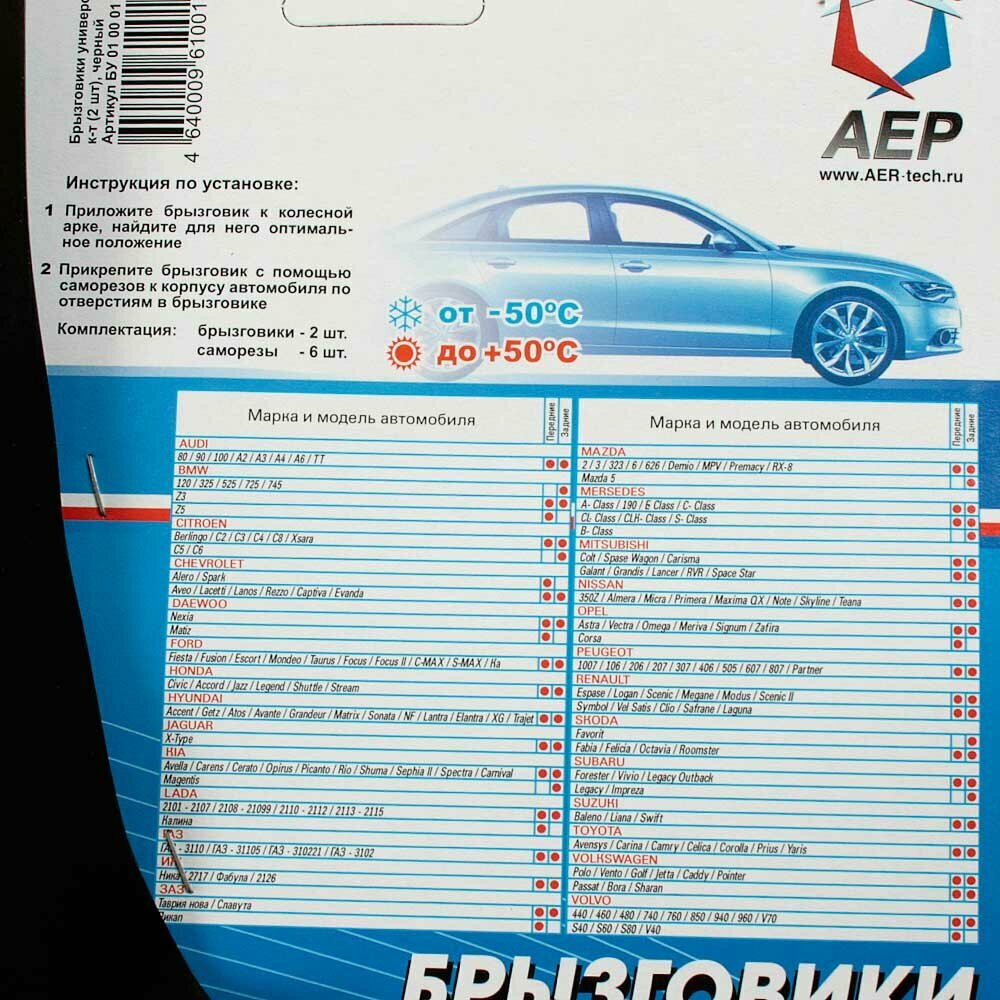 Брызговики универс
к-т (2 шт), черный
Артикул БУ 01 00 01
4 640009 61001
АЕР
www.AER-tech.ru
Инструкция по установке:
1 Приложите брызговик к колесной
арке, найдите для него оптималь-
ное положение
2 Прикрепите брызговик с помощью
саморезов к корпусу автомобиля по
отверстиям в брызговике
Комплектация: брызговики - 2 шт.
саморезы - 6 шт.
от -50°C
до +50°C
Марка и модель автомобиля Передние Задние
AUDI
80 / 90 / 100 / A2 / A3 / A4 / A6 / TT
BMW
120 / 325 / 525 / 725 / 745
Z3
Z5
CITROEN
Berlingo / C2 / C3 / C4 / C8 / Xsara
C5 / C6
CHEVROLET
Alero / Spark
Aveo / Lacetti / Lanos / Rezzo / Captiva / Evanda
DAEWOO
Nexia
Matiz
FORD
Fiesta / Fusion / Escort / Mondeo / Taurus / Focus / Focus II / C-MAX / S-MAX / Ka
HONDA
Civic / Accord / Jazz / Legend / Shuttle / Stream
HYUNDAI
Accent / Getz / Atos / Avante / Grandeur / Matrix / Sonata / NF / Lantra / Elantra / XG / Trajet
JAGUAR
X-Type
KIA
Avella / Carens / Cerato / Opirus / Picanto / Rio / Shuma / Sephia II / Spectra / Carnival
Magentis
LADA
2101 - 2107 / 2108 - 21099 / 2110 - 2112 / 2113 - 2115
Калина
ГАЗ
ГАЗ - 3110 / ГАЗ - 31105 / ГАЗ - 310221 / ГАЗ - 3102
Ника 2717 / Фабула / 2126
ЗАЗ
Таврия нова / Славута
Пикап
Марка и модель автомобиля Передние Задние
MAZDA
2 / 3 / 323 / 6 / 626 / Demio / MPV / Premacy / RX-8
Mazda 5
MERSEDES
A- Class / 190 / E Class / C- Class
CL- Class / CLK- Class / S- Class
B- Class
MITSUBISHI
Colt / Spase Wagon / Carisma
Galant / Grandis / Lancer / RVR / Space Star
NISSAN
350Z / Almera / Micra / Primera / Maxima QX / Note / Skyline / Teana
OPEL
Astra / Vectra / Omega / Meriva / Signum / Zafira
Corsa
PEUGEOT
1007 / 106 / 206 / 207 / 307 / 406 / 505 / 607 / 807 / Partner
RENAULT
Espase / Logan / Scenic / Megane / Modus / Scenic II
Symbol / Vel Satis / Clio / Safrane / Laguna
SKODA
Favorit
Fabia / Felicia / Octavia / Roomster
SUBARU
Forester / Vivio / Legacy Outback
Legacy / Impreza
SUZUKI
Baleno / Liana / Swift
TOYOTA
Avensys / Carina / Camry / Celica / Corolla / Prius / Yaris
VOLKSWAGEN
Polo / Vento / Golf / Jetta / Caddy / Pointer
Passat / Bora / Sharan
VOLVO
440 / 460 / 480 / 740 / 760 / 850 / 940 / 960 / V70
S40 / S60 / S80 / V40
БРЫЗГОВИКИ